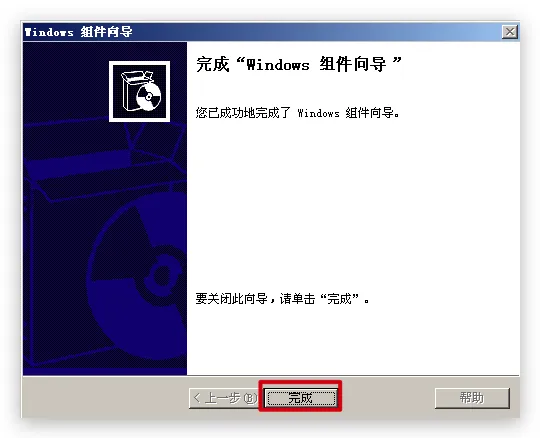 Windows 组件向导
完成“Windows 组件向导 ”
您已成功地完成了 Windows 组件向导。
要关闭此向导，请单击“完成”。
< 上一步(B)
完成
帮助